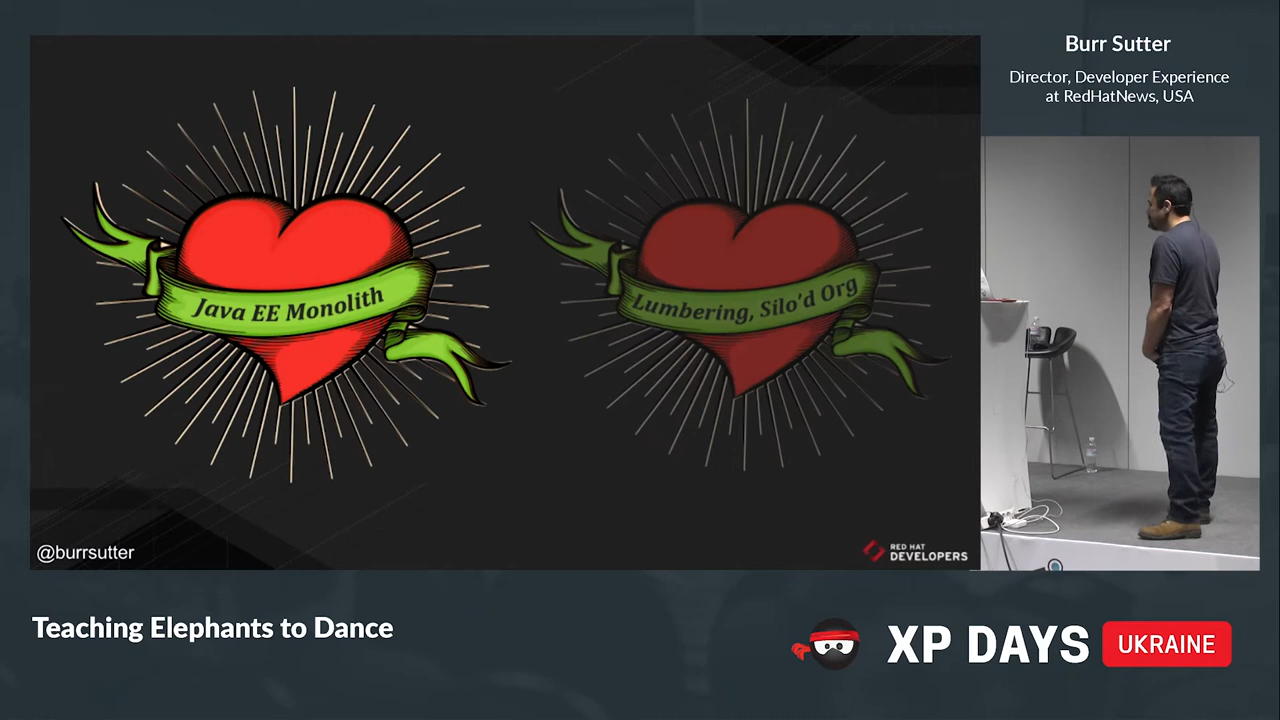 Burr Sutter
Director, Developer Experience
at RedHatNews, USA
Java EE Monolith
Lumbering, Silo'd Org
@burrsutter
RED HAT
DEVELOPERS
Teaching Elephants to Dance
XP DAYS UKRAINE